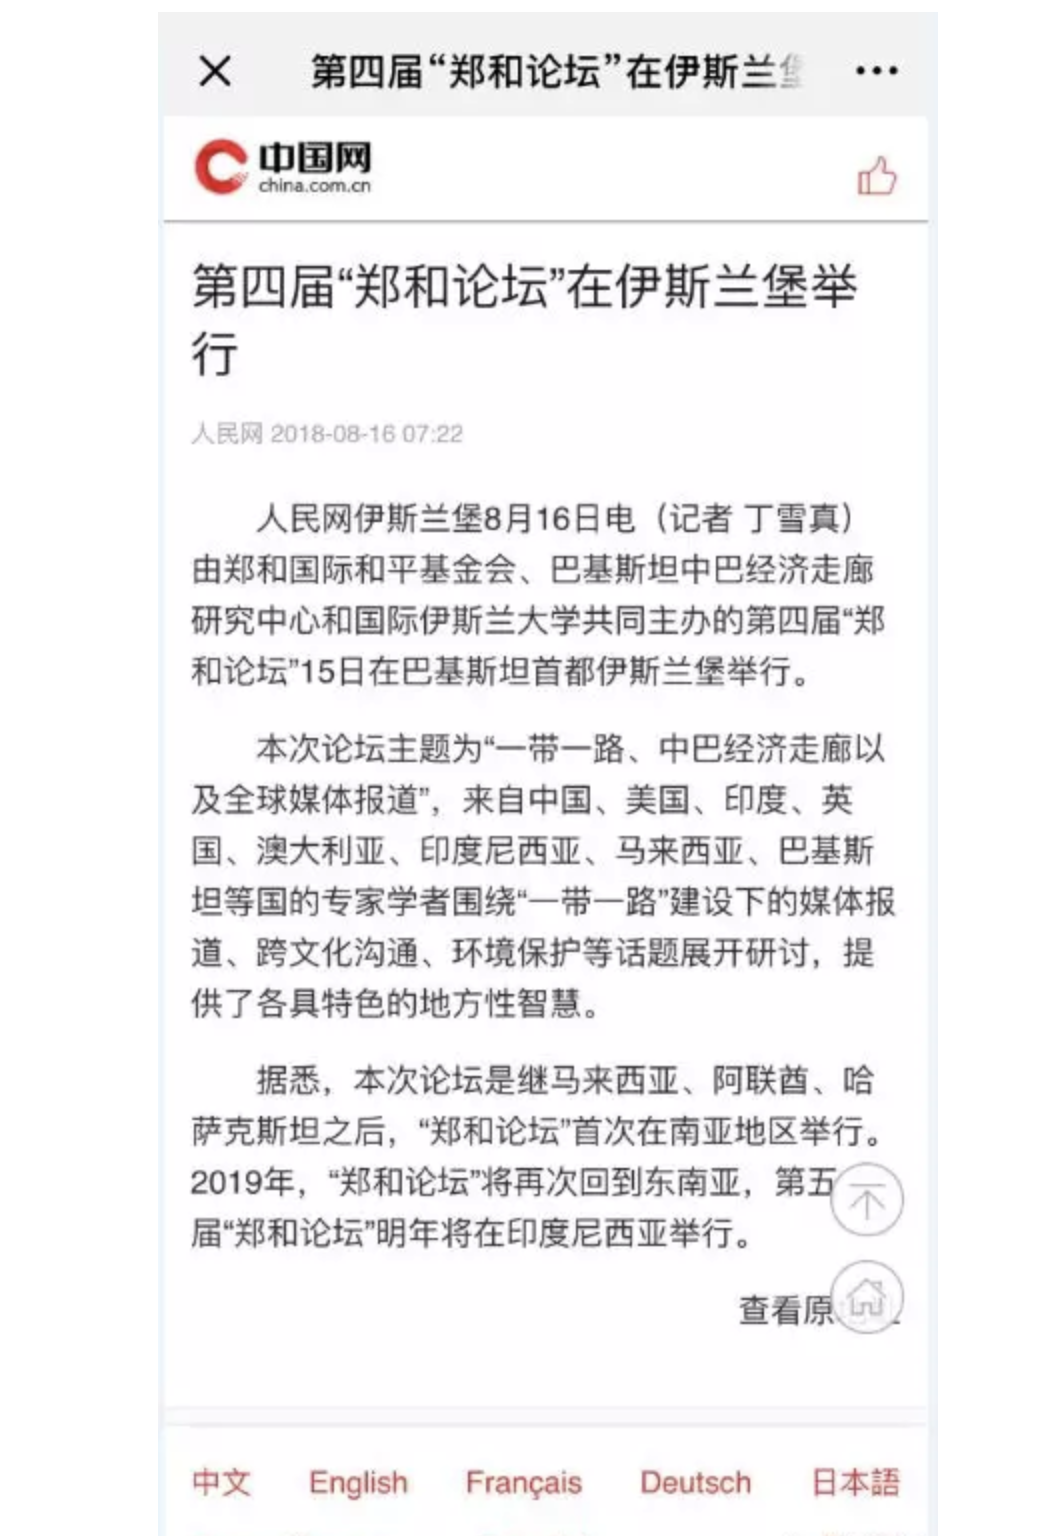 第四届“郑和论坛”在伊斯兰
中国网
china.com.cn
第四届“郑和论坛”在伊斯兰堡举
行
人民网 2018-08-16 07:22
人民网伊斯兰堡8月16日电（记者 丁雪真）
由郑和国际和平基金会、巴基斯坦中巴经济走廊
研究中心和国际伊斯兰大学共同主办的第四届“郑
和论坛”15日在巴基斯坦首都伊斯兰堡举行。
本次论坛主题为“一带一路、中巴经济走廊以
及全球媒体报道”，来自中国、美国、印度、英
国、澳大利亚、印度尼西亚、马来西亚、巴基斯
坦等国的专家学者围绕“一带一路”建设下的媒体报
道、跨文化沟通、环境保护等话题展开研讨，提
供了各具特色的地方性智慧。
据悉，本次论坛是继马来西亚、阿联酋、哈
萨克斯坦之后，“郑和论坛”首次在南亚地区举行。
2019年，“郑和论坛”将再次回到东南亚，第五
届“郑和论坛”明年将在印度尼西亚举行。
查看原
中文 English Français Deutsch 日本語